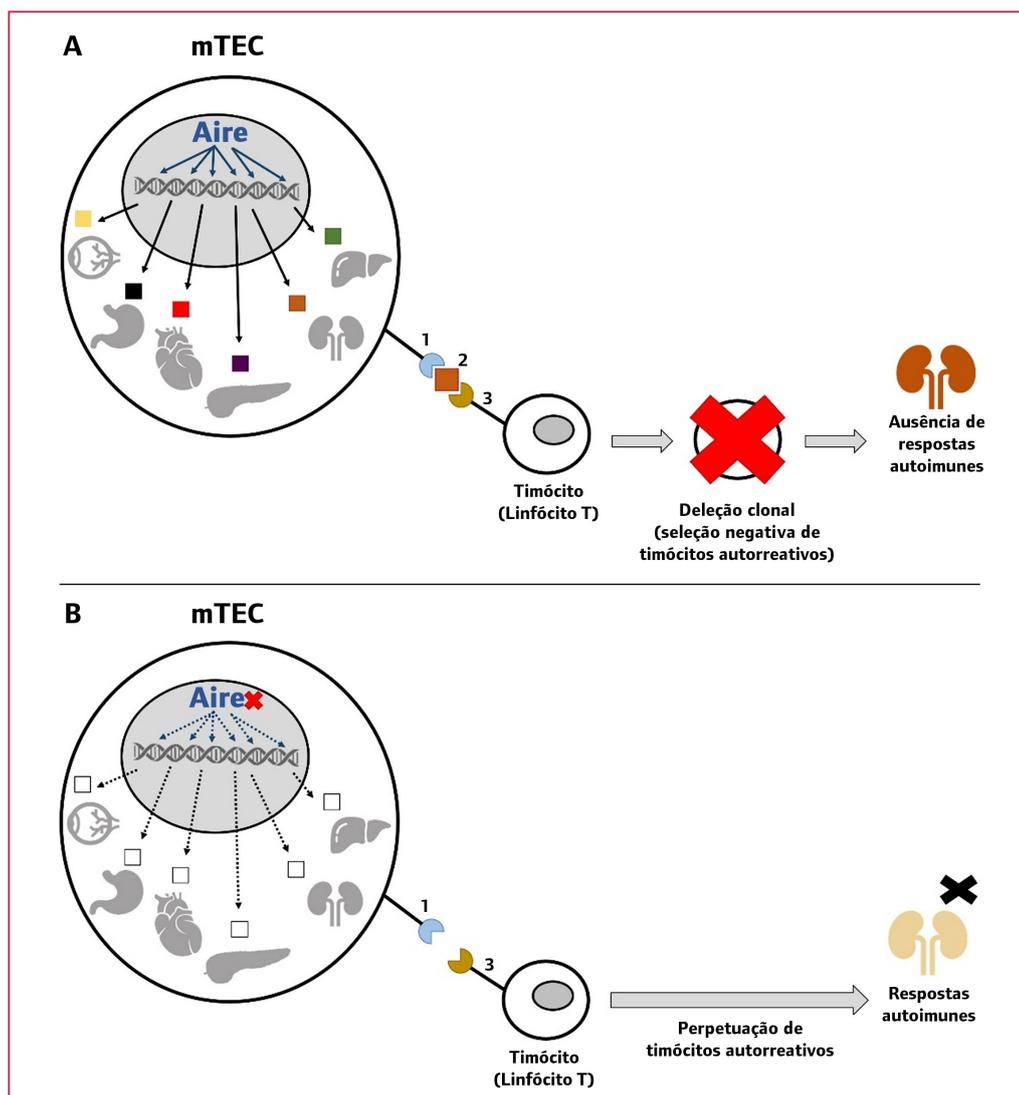 A
mTEC
Aire
1
2
3
Timócito
(Linfócito T)
Deleção clonal
(seleção negativa de
timócitos autorreativos)
Ausência de
respostas
autoimunes
B
mTEC
Aire
1
3
Timócito
(Linfócito T)
Perpetuação de
timócitos autorreativos
Respostas
autoimunes